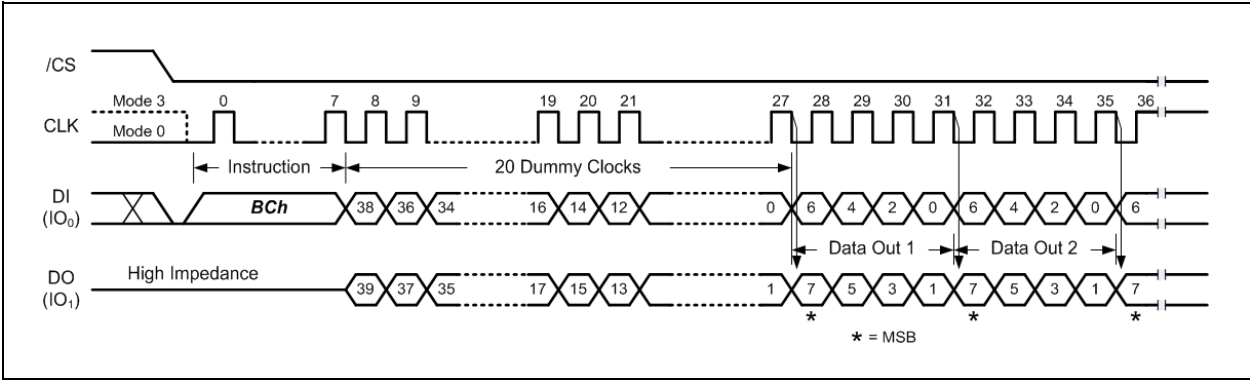 /CS
Mode 3 0 7 8 9 19 20 21 27 28 29 30 31 32 33 34 35 36
CLK
Mode 0
Instruction 20 Dummy Clocks
DI
(IO0) BCh 38 36 34 16 14 12 0 6 4 2 0 6 4 2 0 6
Data Out 1 Data Out 2
DO
(IO1) High Impedance 39 37 35 17 15 13 1 7 5 3 1 7 5 3 1 7
* * *
* = MSB